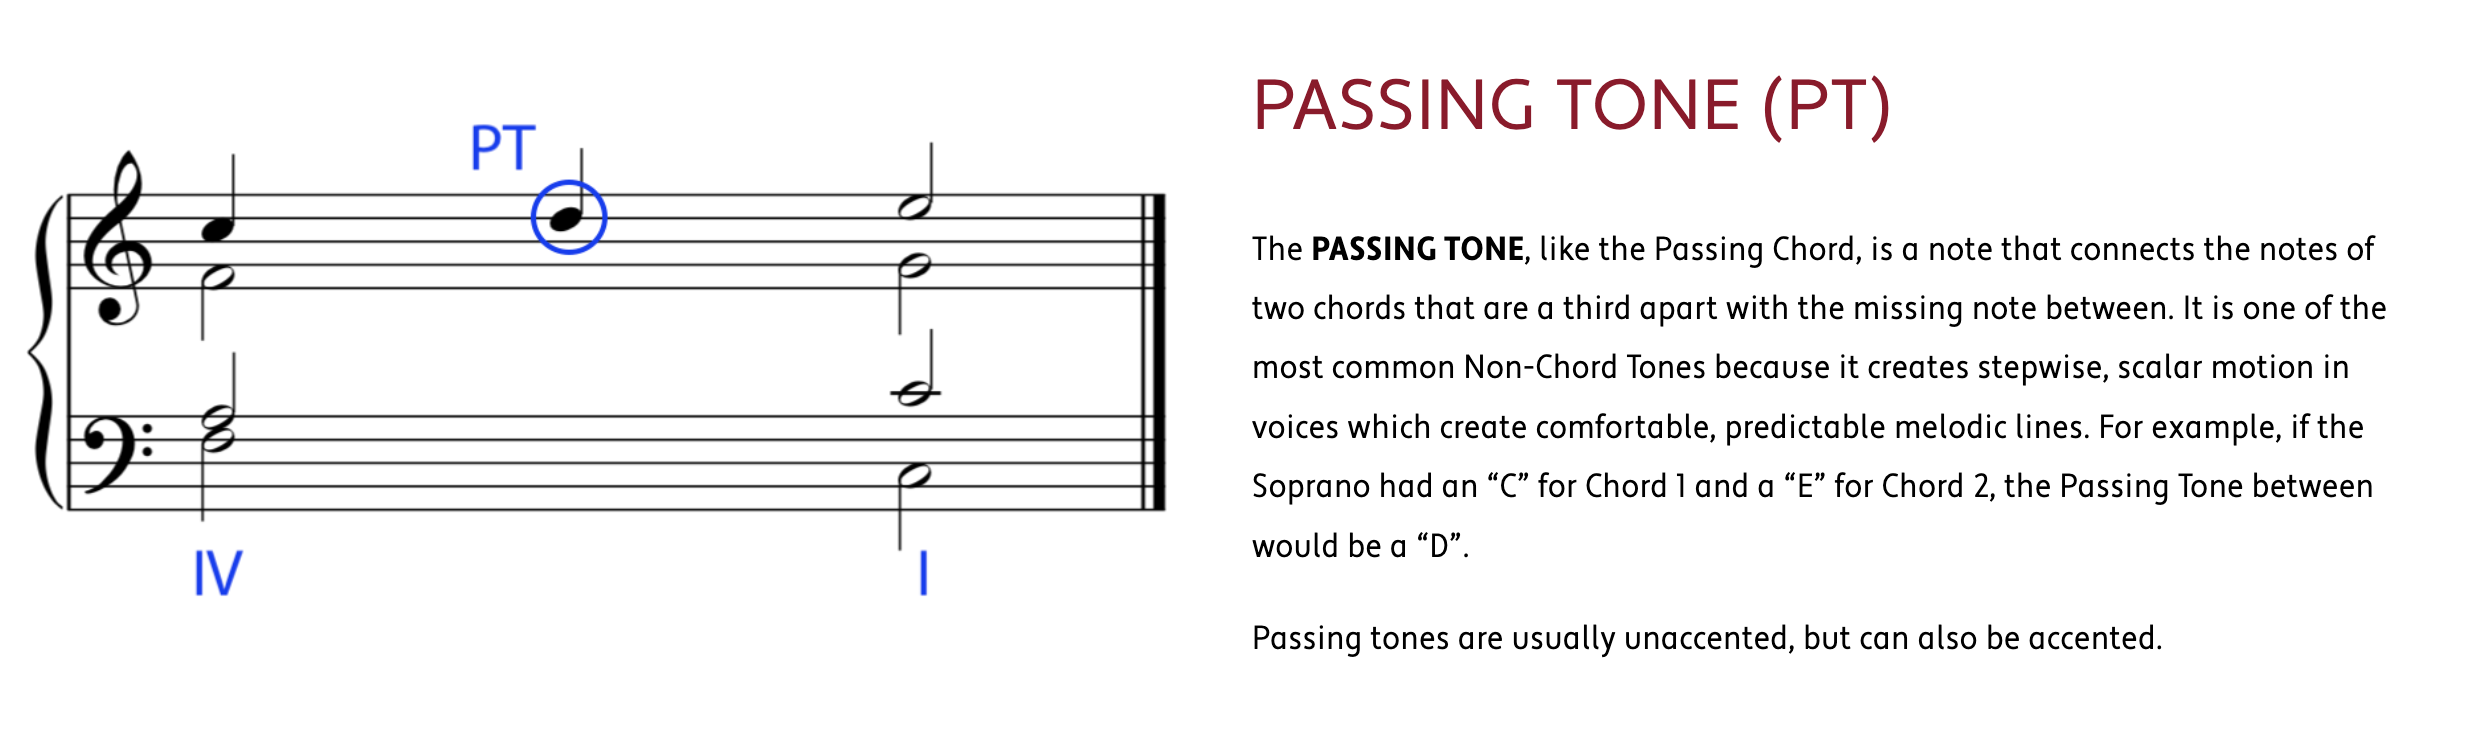 PT
IV
I
PASSING TONE (PT)
The PASSING TONE, like the Passing Chord, is a note that connects the notes of
two chords that are a third apart with the missing note between. It is one of the
most common Non-Chord Tones because it creates stepwise, scalar motion in
voices which create comfortable, predictable melodic lines. For example, if the
Soprano had an “C” for Chord 1 and a “E” for Chord 2, the Passing Tone between
would be a “D”.
Passing tones are usually unaccented, but can also be accented.